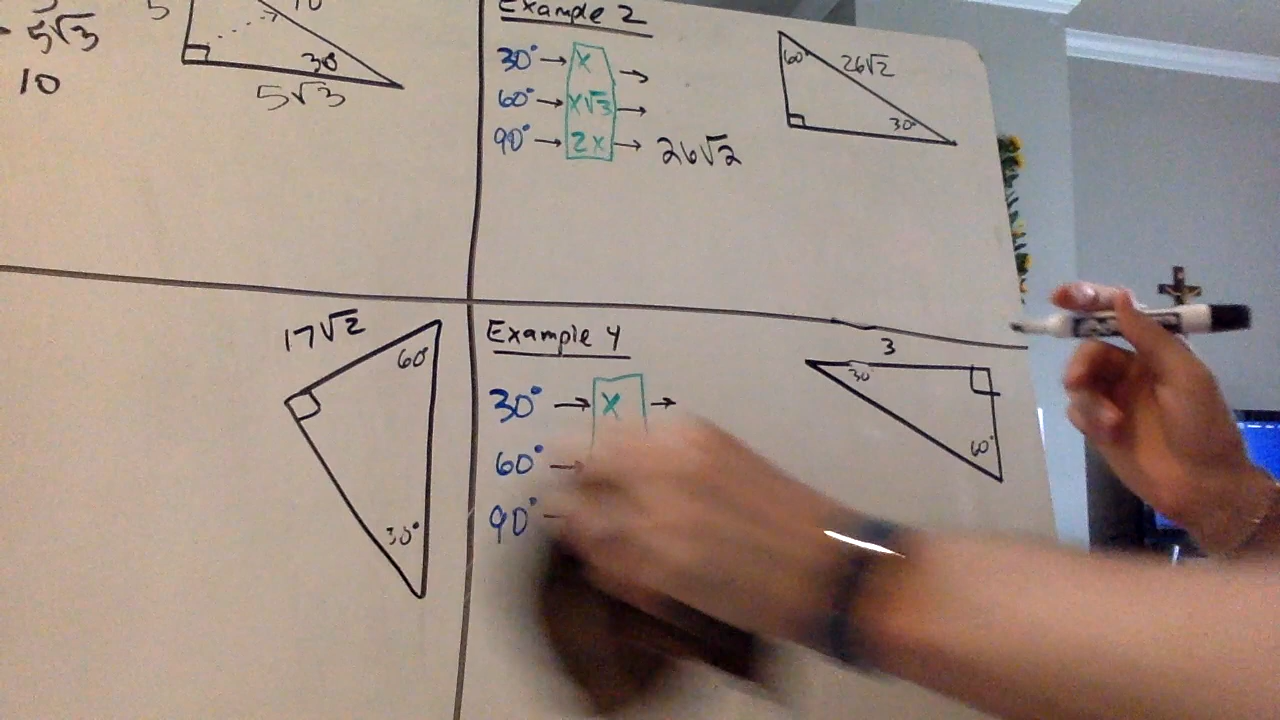 5√3
10
5
10
30°
5√3
Example 2
30° → x →
60° → x√3 →
90° → 2x → 26√2
60°
26√2
30°
17√2
60°
30°
Example 4
30° → x →
60° →
90°
3
30°
60°